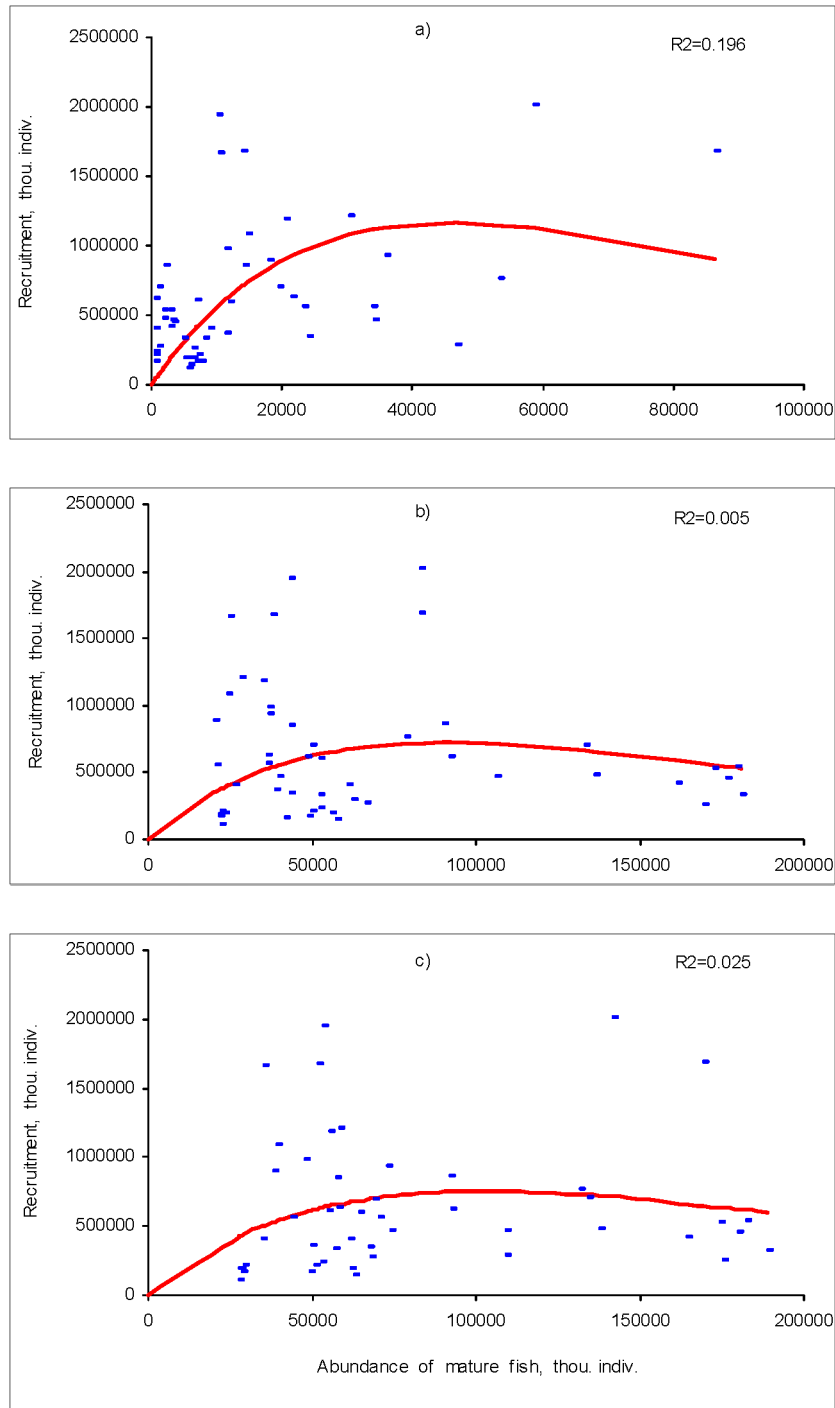 a)
R2=0.196
2500000
2000000
1500000
1000000
500000
0
0 20000 40000 60000 80000 100000
Recruitment, thou. indiv.
b)
R2=0.005
2500000
2000000
1500000
1000000
500000
0
0 50000 100000 150000 200000
Recruitment, thou. indiv.
c)
R2=0.025
2500000
2000000
1500000
1000000
500000
0
0 50000 100000 150000 200000
Recruitment, thou. indiv.
Abundance of mature fish, thou. indiv.